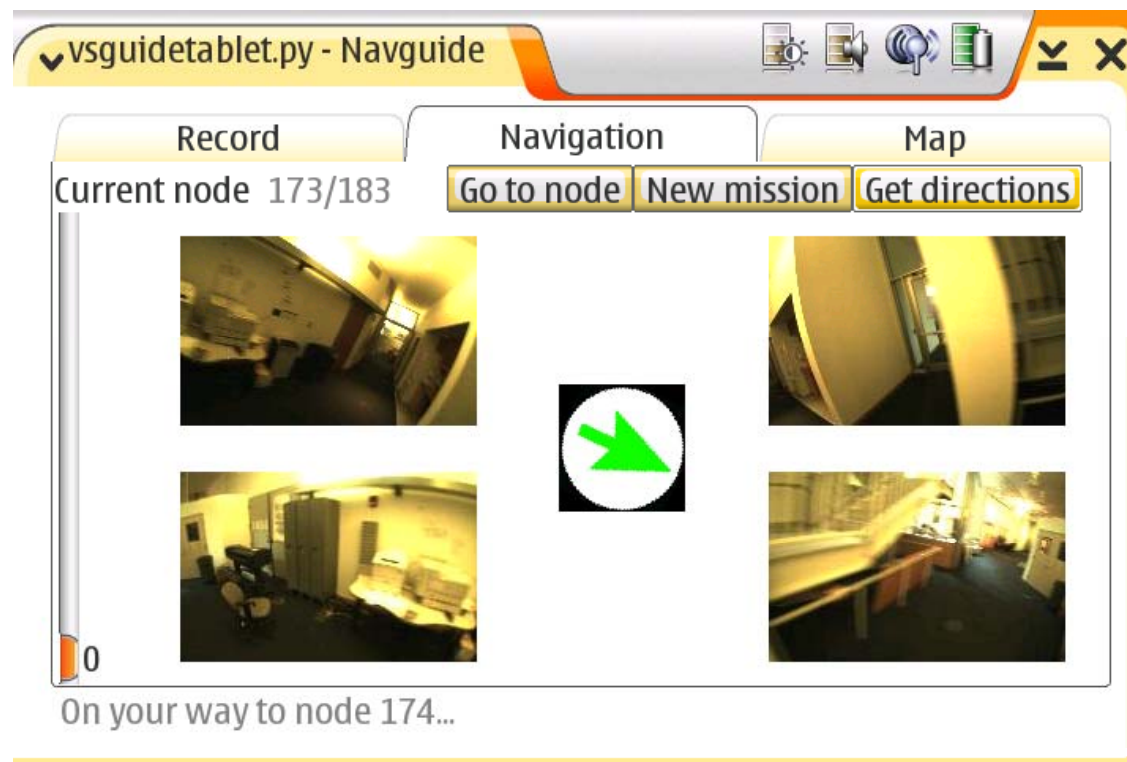 vsguidetablet.py - Navguide
Record Navigation Map
Current node 173/183 Go to node New mission Get directions
0
On your way to node 174...